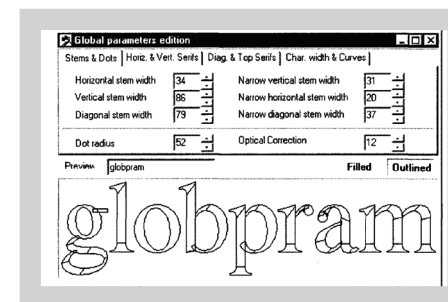 Global parameters edition
Stems & Dots Horiz. & Vert. Serifs Diag. & Top Serifs Char. width & Curves
Horizontal stem width 34 Narrow vertical stem width 31
Vertical stem width 86 Narrow horizontal stem width 20
Diagonal stem width 79 Narrow diagonal stem width 37
Dot radius 52 Optical Correction 12
Preview globpram Filled Outlined
globpram